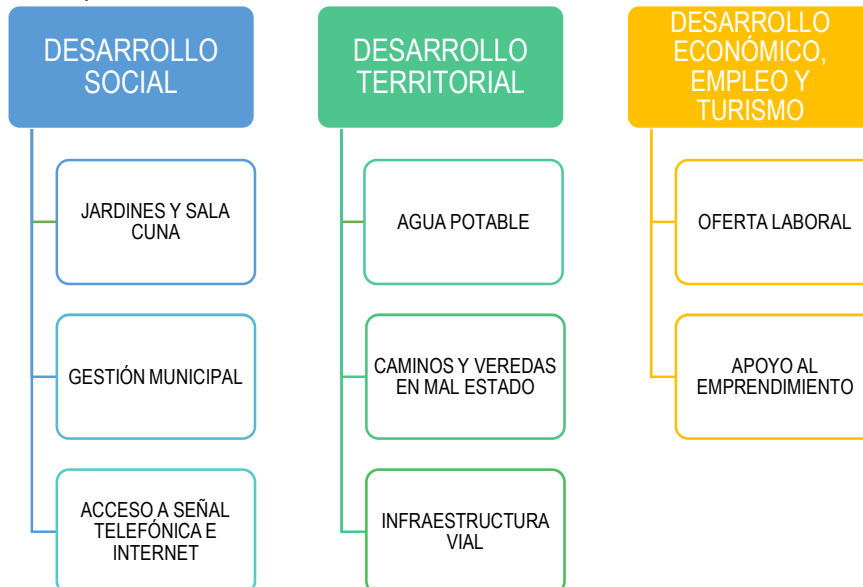 DESARROLLO
SOCIAL
JARDINES Y SALA
CUNA
GESTIÓN MUNICIPAL
ACCESO A SEÑAL
TELEFÓNICA E
INTERNET
DESARROLLO
TERRITORIAL
AGUA POTABLE
CAMINOS Y VEREDAS
EN MAL ESTADO
INFRAESTRUCTURA
VIAL
DESARROLLO
ECONÓMICO,
EMPLEO Y
TURISMO
OFERTA LABORAL
APOYO AL
EMPRENDIMIENTO